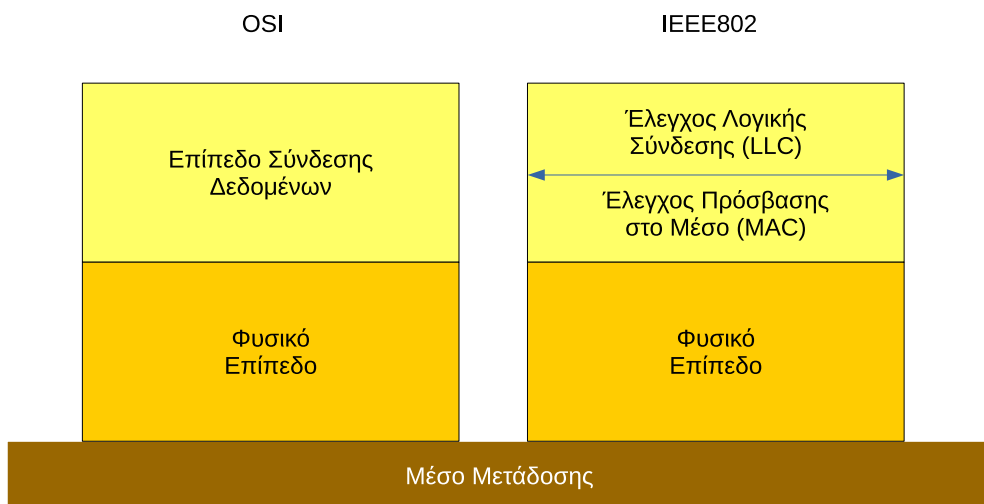 OSI
IEEE802
Επίπεδο Σύνδεσης
Δεδομένων
Έλεγχος Λογικής
Σύνδεσης (LLC)
Έλεγχος Πρόσβασης
στο Μέσο (MAC)
Φυσικό
Επίπεδο
Φυσικό
Επίπεδο
Μέσο Μετάδοσης